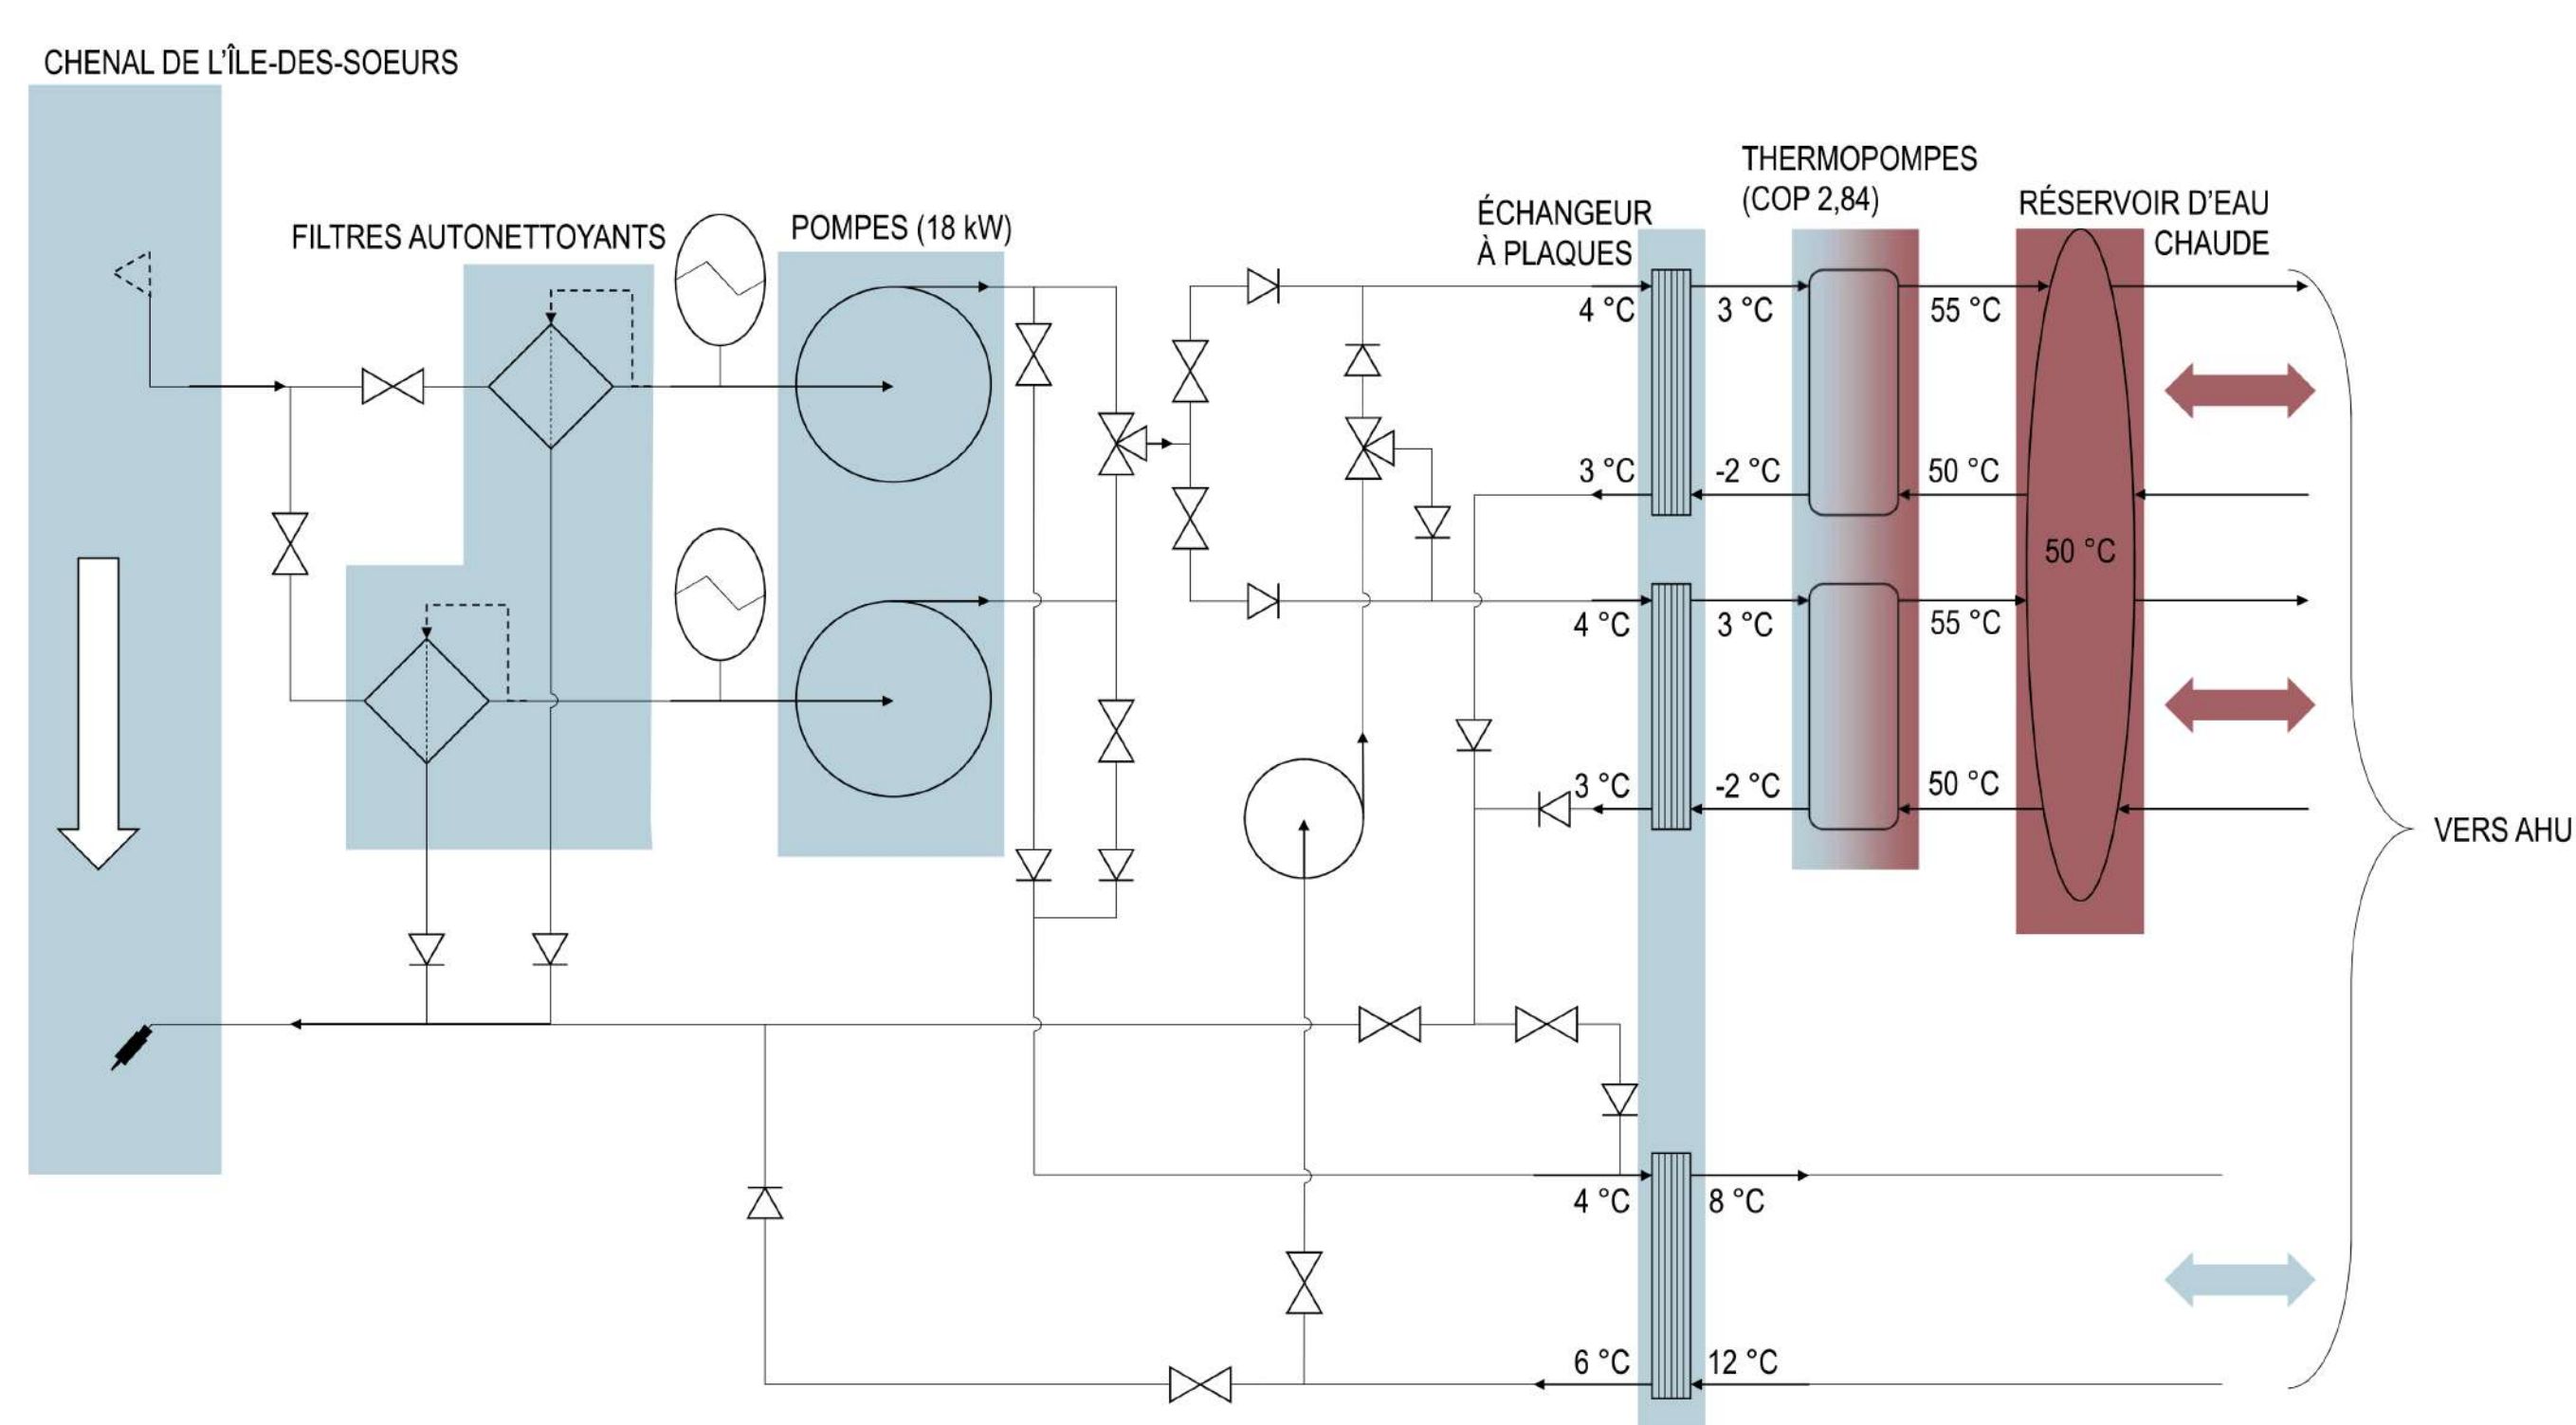 CHENAL DE L'ÎLE-DES-SOEURS
FILTRES AUTONETTOYANTS
POMPES (18 kW)
ÉCHANGEUR
À PLAQUES
THERMOPOMPES
(COP 2,84)
RÉSERVOIR D'EAU
CHAUDE
4 °C
3 °C
55 °C
3 °C
-2 °C
50 °C
50 °C
4 °C
3 °C
55 °C
3 °C
-2 °C
50 °C
VERS AHU
4 °C
8 °C
6 °C
12 °C